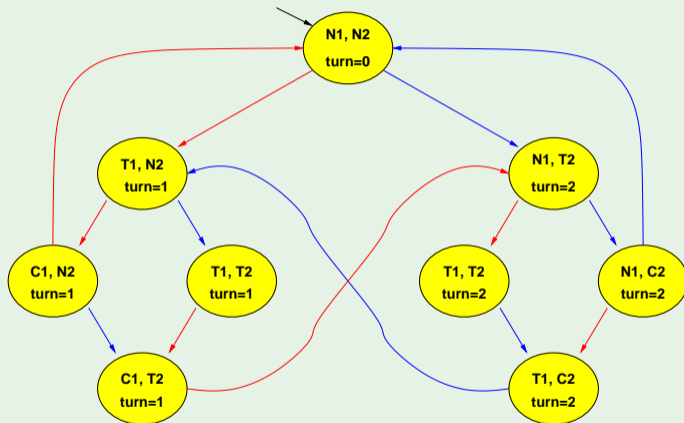 N1, N2
turn=0
T1, N2
turn=1
N1, T2
turn=2
C1, N2
turn=1
T1, T2
turn=1
T1, T2
turn=2
N1, C2
turn=2
C1, T2
turn=1
T1, C2
turn=2